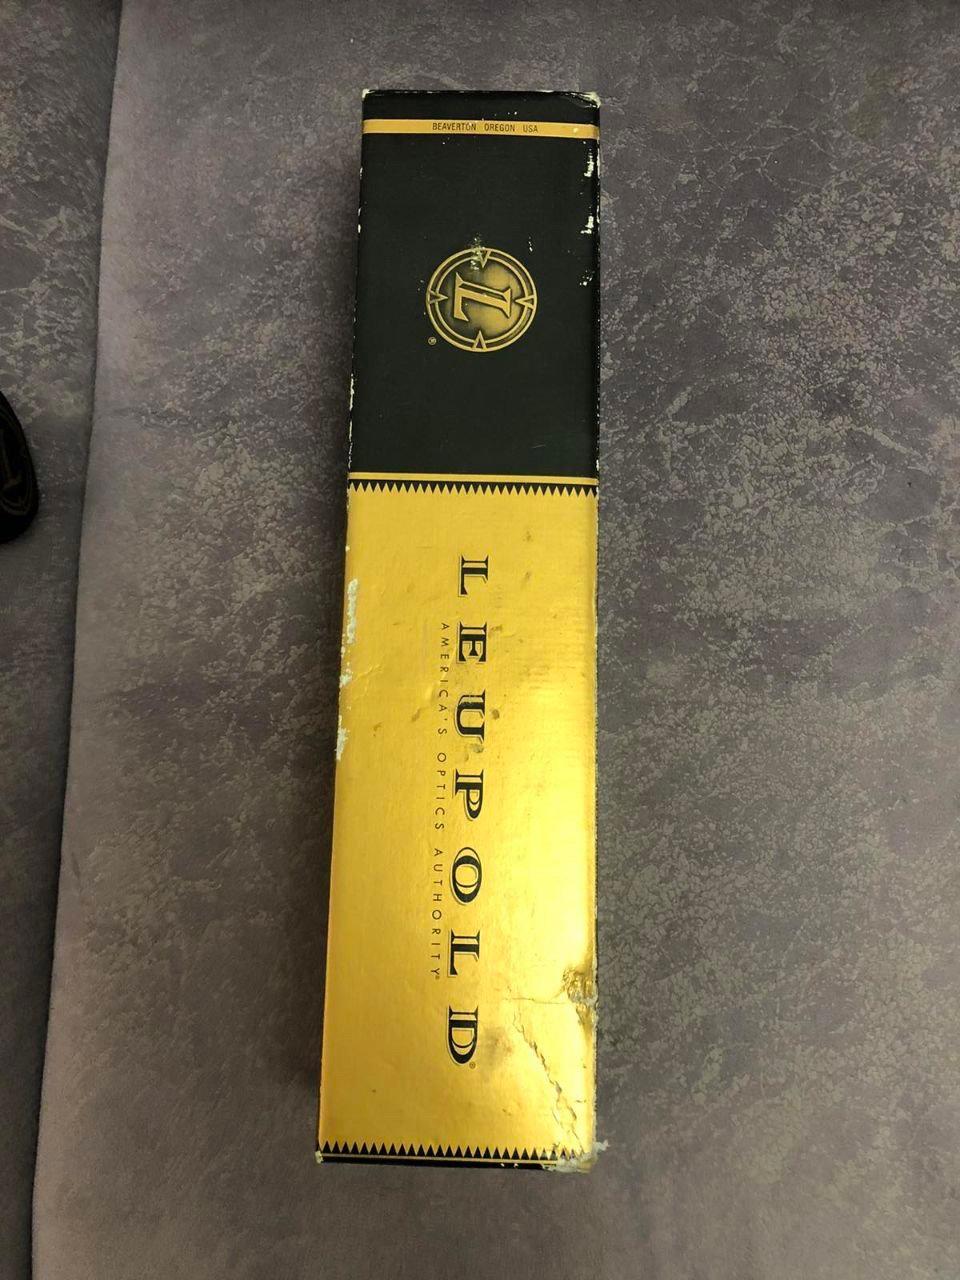 BEAVERTON OREGON USA
L
®
LEUPOLD®
AMERICA'S OPTICS AUTHORITY®